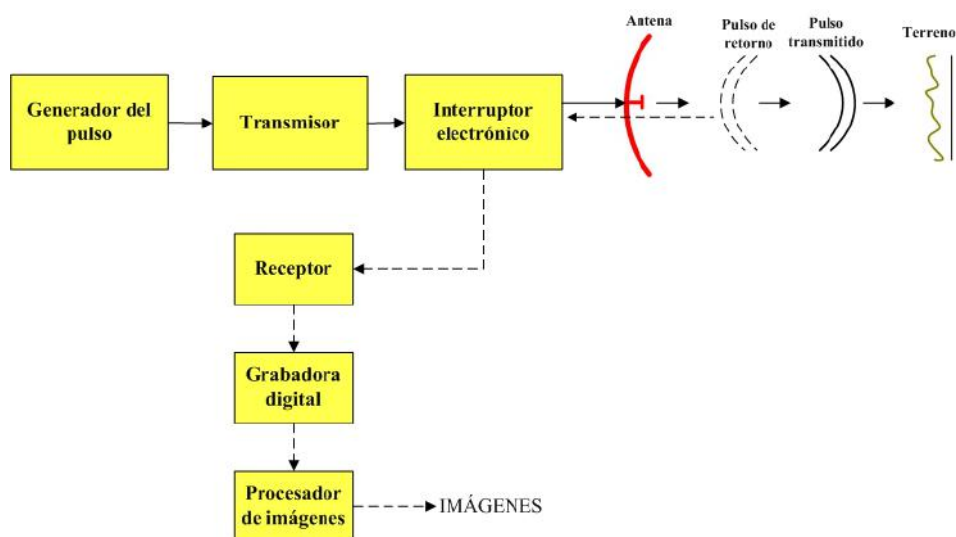 Antena
Pulso de
retorno
Pulso
transmitido
Terreno
Generador del
pulso
Transmisor
Interruptor
electrónico
Receptor
Grabadora
digital
Procesador
de imágenes
IMÁGENES